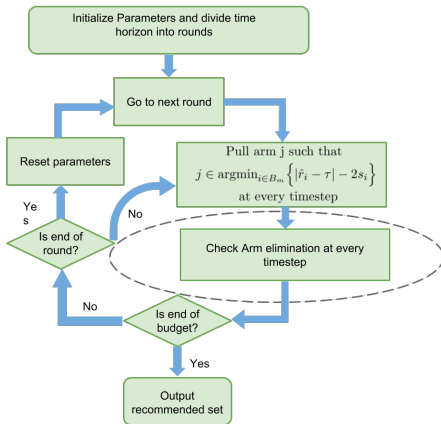 Initialize Parameters and divide time
horizon into rounds
Go to next round
Reset parameters
Pull arm j such that
j ∈ argmin_{i∈B_m} {|r̂_i − τ| − 2s_i}
at every timestep
Ye
s
No
Is end of
round?
Check Arm elimination at every
timestep
No
Is end of
budget?
Yes
Output
recommended set